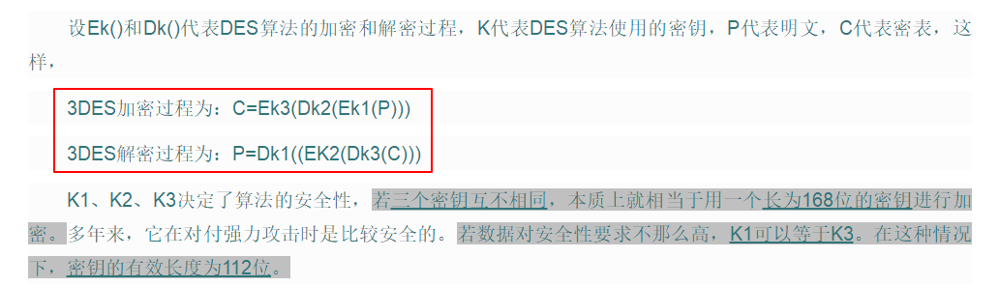 设Ek()和Dk()代表DES算法的加密和解密过程，K代表DES算法使用的密钥，P代表明文，C代表密表，这
样，
3DES加密过程为：C=Ek3(Dk2(Ek1(P)))
3DES解密过程为：P=Dk1((EK2(Dk3(C)))
K1、K2、K3决定了算法的安全性，若三个密钥互不相同，本质上就相当于用一个长为168位的密钥进行加
密。多年来，它在对付强力攻击时是比较安全的。若数据对安全性要求不那么高，K1可以等于K3。在这种情况
下，密钥的有效长度为112位。